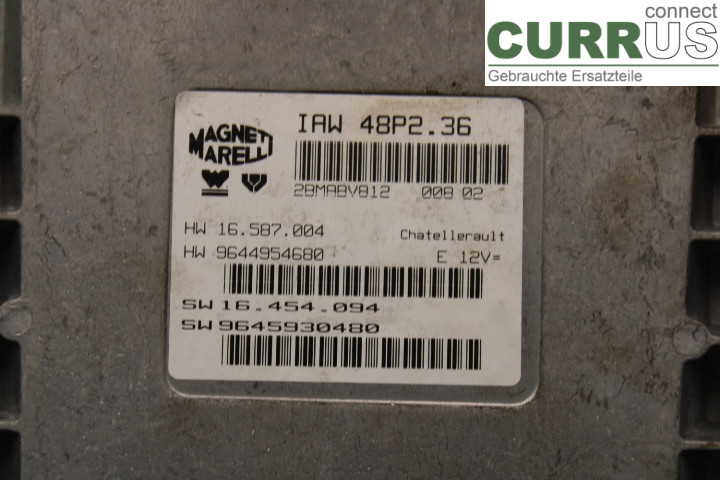 connect
CURRUS
Gebrauchte Ersatzteile
MAGNETI
MARELLI
IAW 48P2.36
2BMABV812 008 02
HW 16.587.004 Chatellerault
HW 9644954680 E 12V=
SW 16.454.094
SW 9645930480